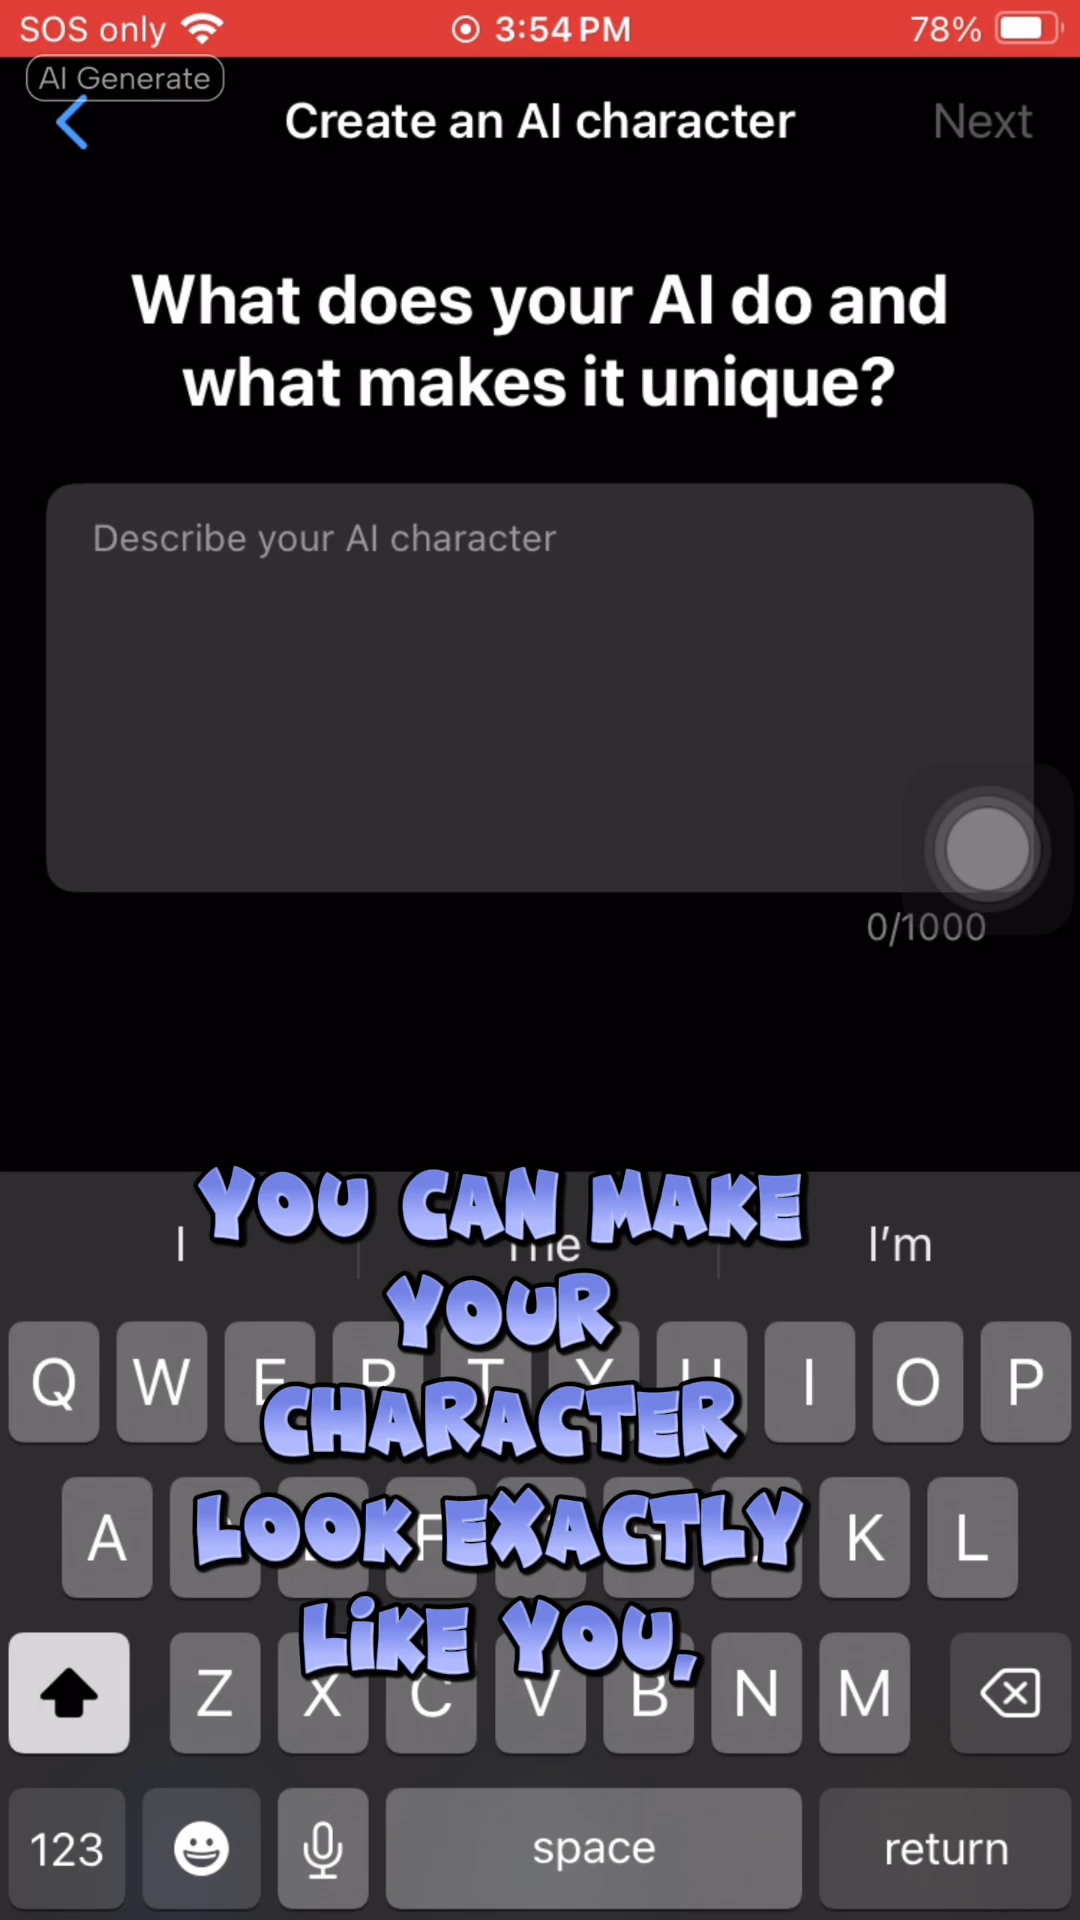 SOS only 3:54 PM 78%
AI Generate
Create an AI character Next
What does your AI do and
what makes it unique?
Describe your AI character
0/1000
YOU CAN MAKE
I I'm
YOUR
Q W E R T Y U I O P
CHARACTER
A K L
LOOK EXACTLY
LIKE YOU,
Z X C V B N M
123 space return